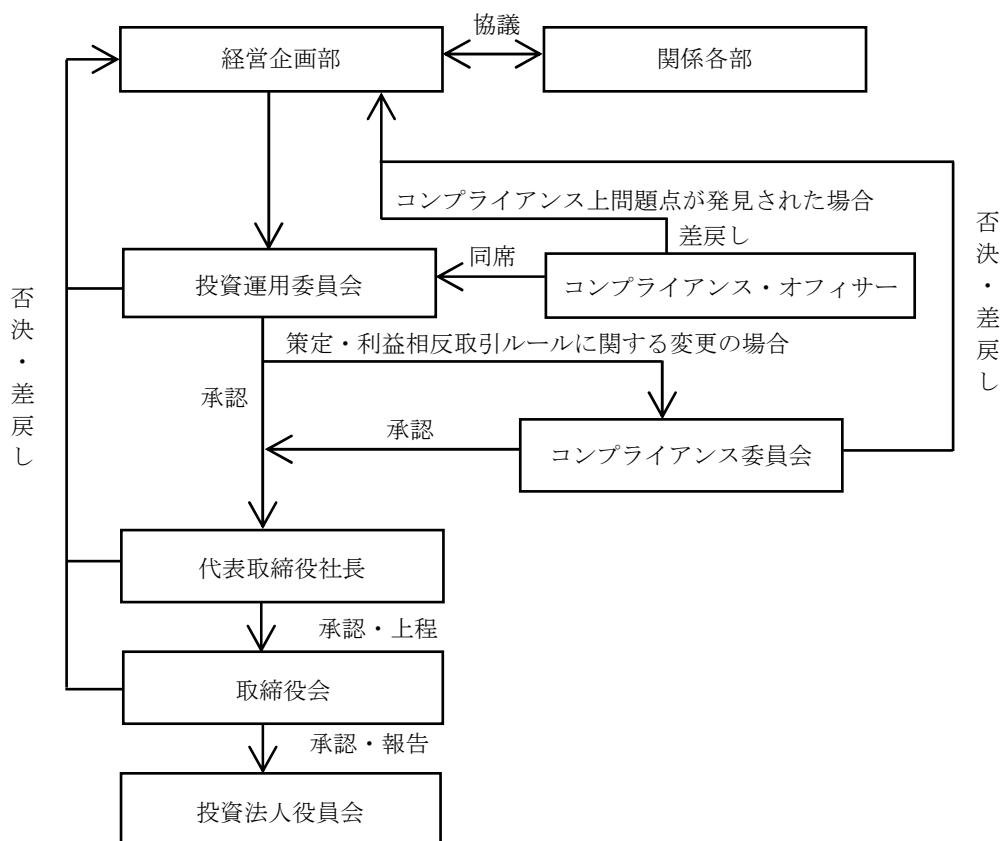 協議
経営企画部
関係各部
コンプライアンス上問題点が発見された場合
差戻し
同席
投資運用委員会
コンプライアンス・オフィサー
否決・差戻し
否決・差戻し
策定・利益相反取引ルールに関する変更の場合
承認
承認
コンプライアンス委員会
代表取締役社長
承認・上程
取締役会
承認・報告
投資法人役員会